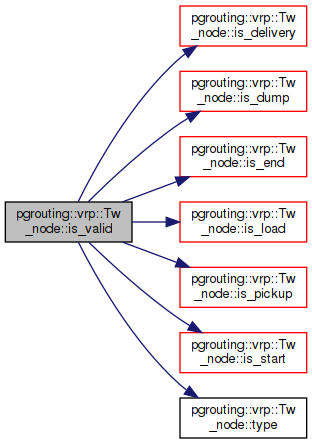 pgrouting::vrp::Tw
_node::is_delivery
pgrouting::vrp::Tw
_node::is_dump
pgrouting::vrp::Tw
_node::is_end
pgrouting::vrp::Tw
_node::is_valid
pgrouting::vrp::Tw
_node::is_load
pgrouting::vrp::Tw
_node::is_pickup
pgrouting::vrp::Tw
_node::is_start
pgrouting::vrp::Tw
_node::type